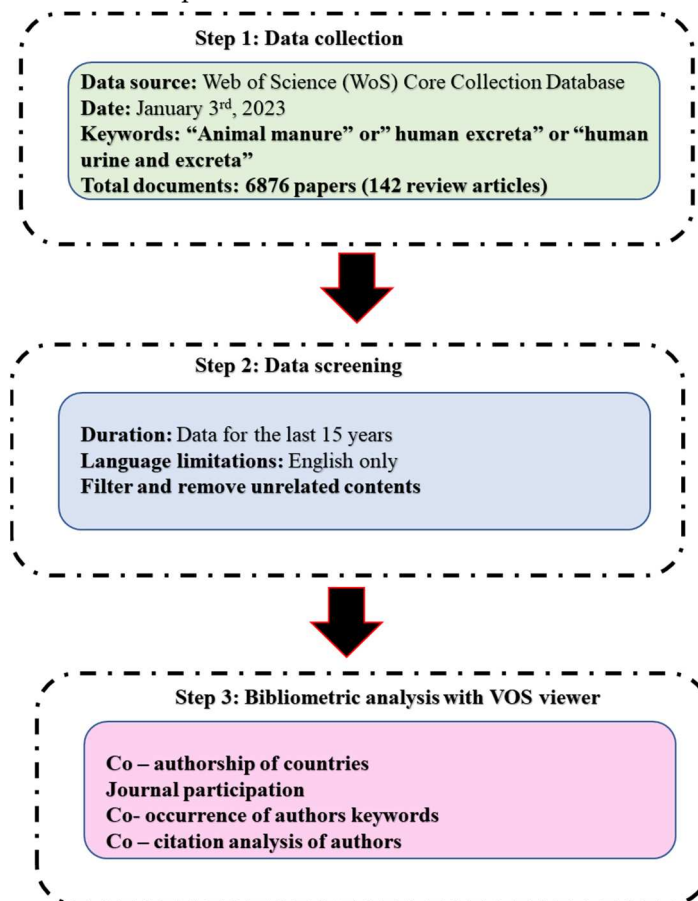 Step 1: Data collection
Data source: Web of Science (WoS) Core Collection Database
Date: January 3rd, 2023
Keywords: “Animal manure” or” human excreta” or “human
urine and excreta”
Total documents: 6876 papers (142 review articles)
Step 2: Data screening
Duration: Data for the last 15 years
Language limitations: English only
Filter and remove unrelated contents
Step 3: Bibliometric analysis with VOS viewer
Co – authorship of countries
Journal participation
Co- occurrence of authors keywords
Co – citation analysis of authors